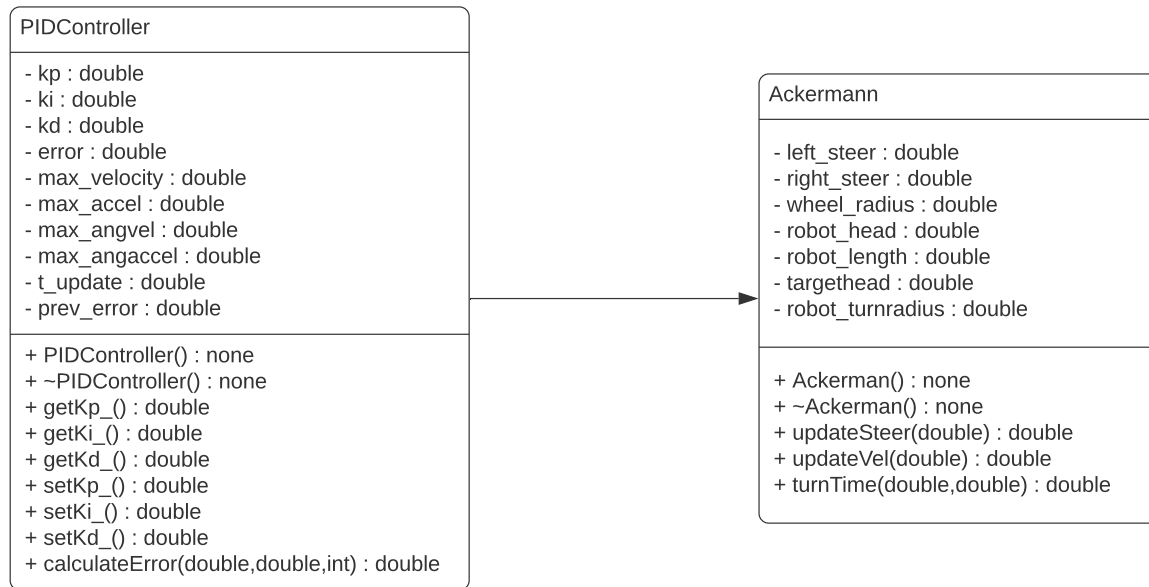 PIDController
- kp : double
- ki : double
- kd : double
- error : double
- max_velocity : double
- max_accel : double
- max_angvel : double
- max_angaccel : double
- t_update : double
- prev_error : double
+ PIDController() : none
+ ~PIDController() : none
+ getKp_() : double
+ getKi_() : double
+ getKd_() : double
+ setKp_() : double
+ setKi_() : double
+ setKd_() : double
+ calculateError(double,double,int) : double
Ackermann
- left_steer : double
- right_steer : double
- wheel_radius : double
- robot_head : double
- robot_length : double
- targethead : double
- robot_turnradius : double
+ Ackerman() : none
+ ~Ackerman() : none
+ updateSteer(double) : double
+ updateVel(double) : double
+ turnTime(double,double) : double